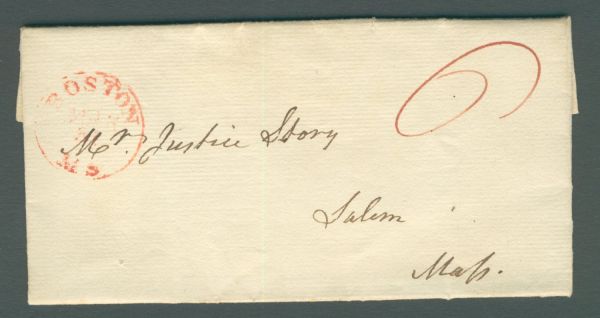 BOSTON
MS
6
Mr. Justice Story
Salem
Mass.